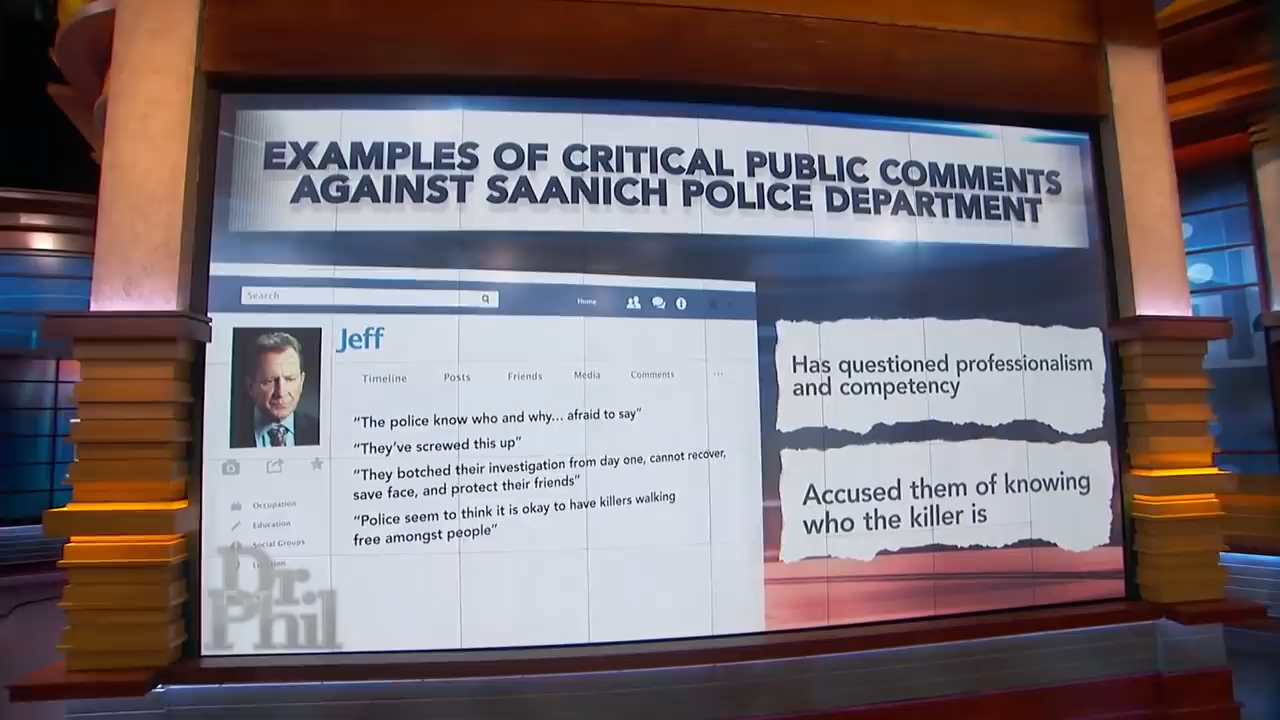 EXAMPLES OF CRITICAL PUBLIC COMMENTS
AGAINST SAANICH POLICE DEPARTMENT
Search
Home
Jeff
Timeline Posts Friends Media Comments ...
"The police know who and why... afraid to say"
"They've screwed this up"
"They botched their investigation from day one, cannot recover,
save face, and protect their friends"
"Police seem to think it is okay to have killers walking
free amongst people"
Occupation
Education
Social Groups
Location
Has questioned professionalism
and competency
Accused them of knowing
who the killer is
Dr.
Phil